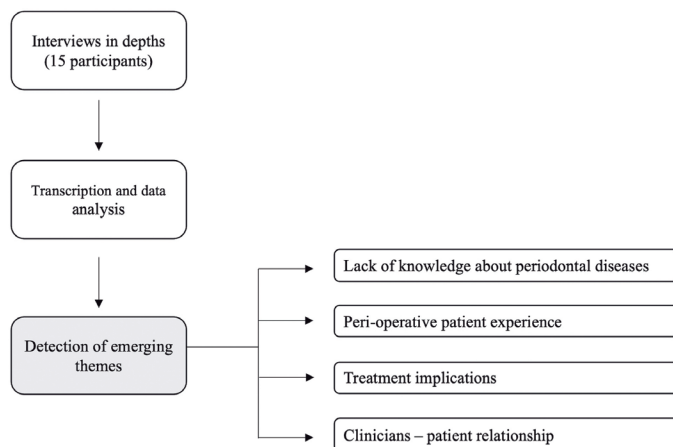 Interviews in depths
(15 participants)
Transcription and data
analysis
Detection of emerging
themes
Lack of knowledge about periodontal diseases
Peri-operative patient experience
Treatment implications
Clinicians – patient relationship